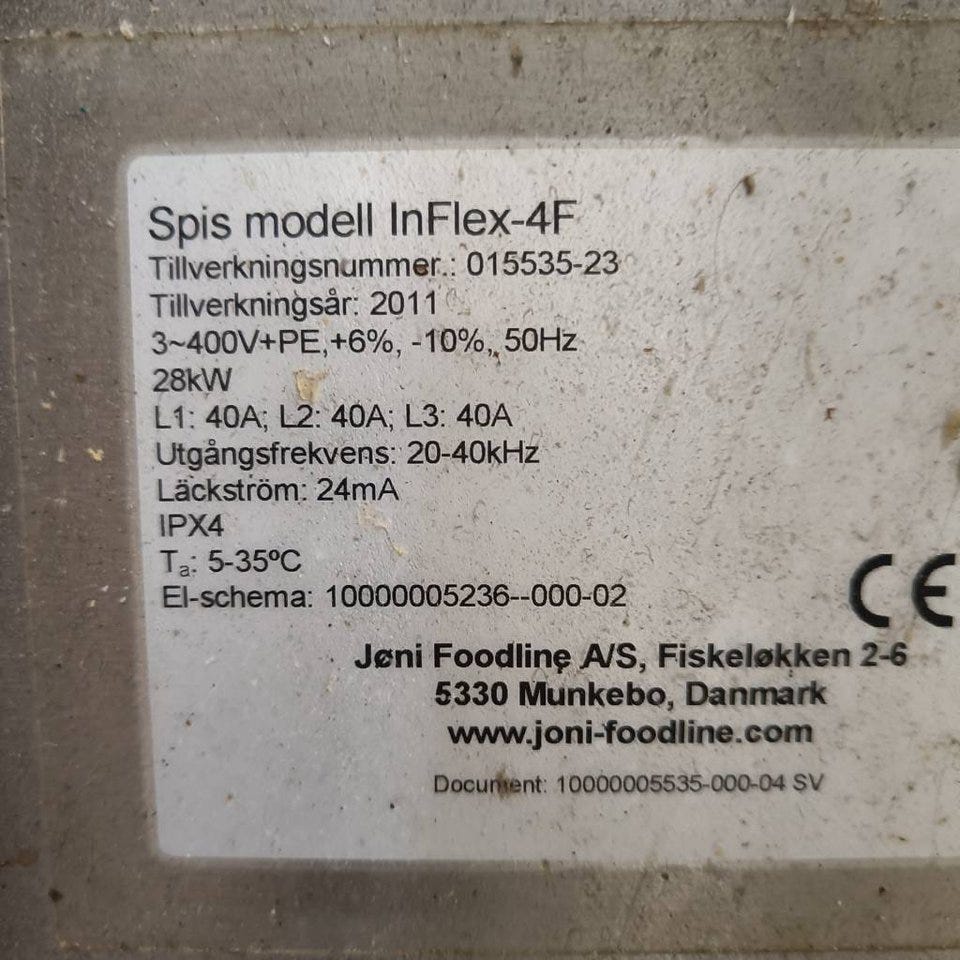 Spis modell InFlex-4F
Tillverkningsnummer.: 015535-23
Tillverkningsår: 2011
3~400V+PE,+6%, -10%, 50Hz
28kW
L1: 40A; L2: 40A; L3: 40A
Utgångsfrekvens: 20-40kHz
Läckström: 24mA
IPX4
Ta: 5-35ºC
El-schema: 10000005236--000-02
CE
Jøni Foodline A/S, Fiskeløkken 2-6
5330 Munkebo, Danmark
www.joni-foodline.com
Document: 10000005535-000-04 SV